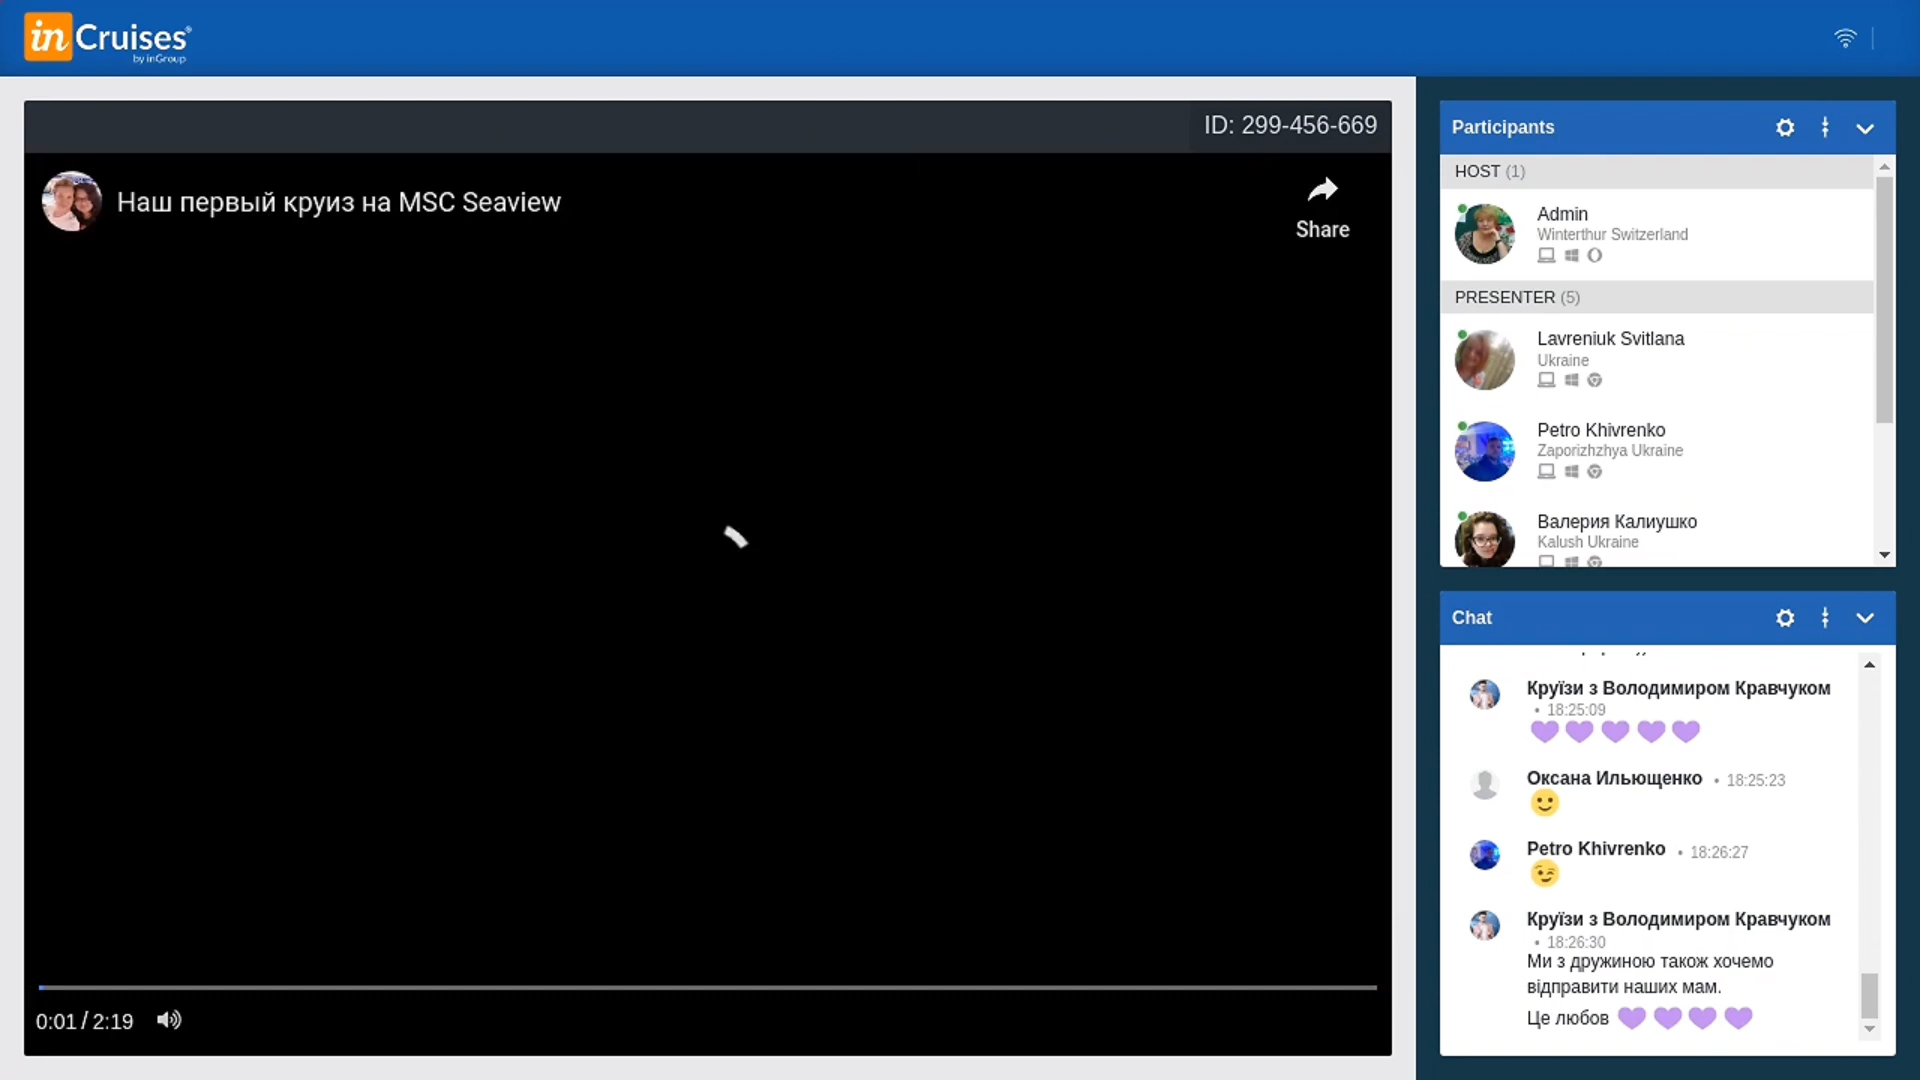 in Cruises®
by inGroup
ID: 299-456-669
Наш первый круиз на MSC Seaview
Share
0:01 / 2:19
Participants
HOST (1)
Admin
Winterthur Switzerland
PRESENTER (5)
Lavreniuk Svitlana
Ukraine
Petro Khivrenko
Zaporizhzhya Ukraine
Валерия Калиушко
Kalush Ukraine
Chat
Круїзи з Володимиром Кравчуком
• 18:25:09
Оксана Ильющенко • 18:25:23
Petro Khivrenko • 18:26:27
Круїзи з Володимиром Кравчуком
• 18:26:30
Ми з дружиною також хочемо
відправити наших мам.
Це любов